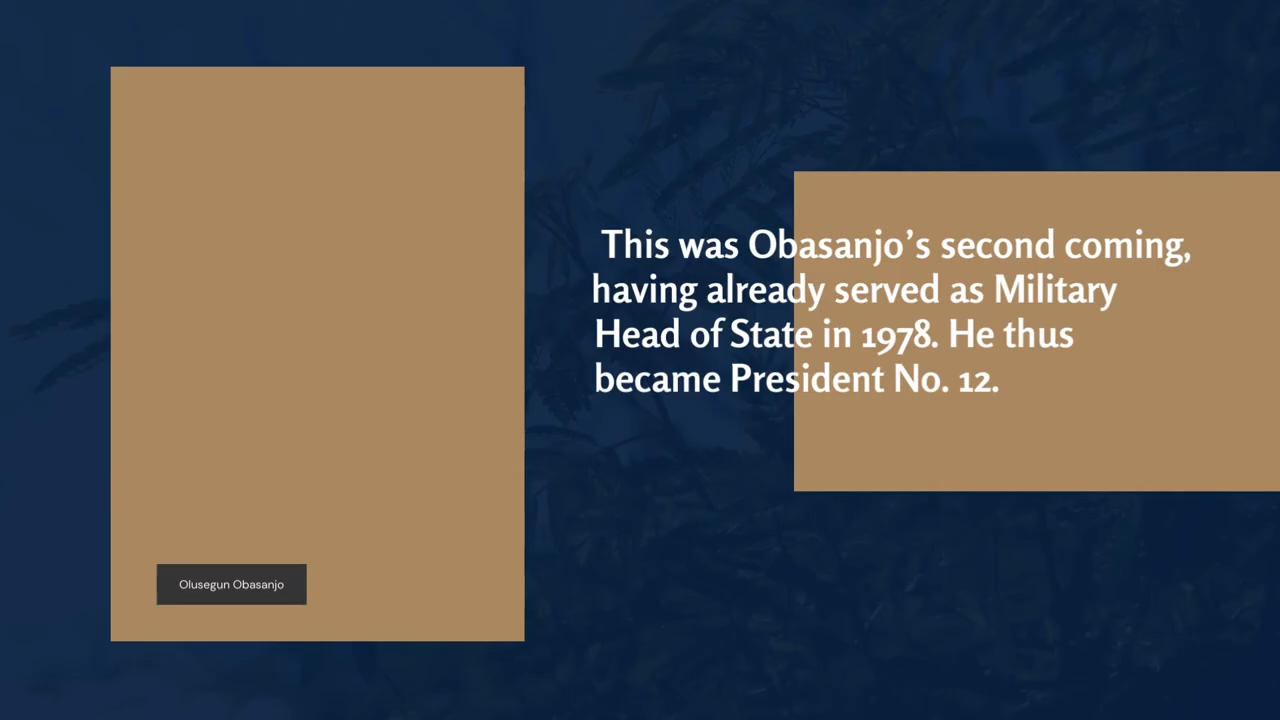 This was Obasanjo’s second coming,
having already served as Military
Head of State in 1978. He thus
became President No. 12.
Olusegun Obasanjo